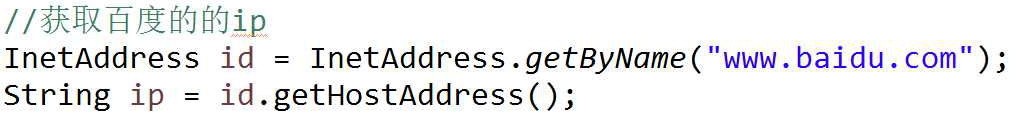 //获取百度的的ip
InetAddress id = InetAddress.getByName("www.baidu.com");
String ip = id.getHostAddress();